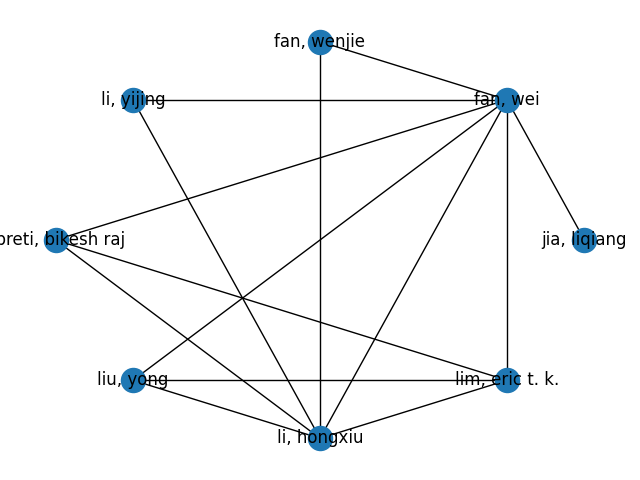 fan, wenjie
li, yijing
fan, wei
preti, bikesh raj
jia, liqiang
liu, yong
lim, eric t. k.
li, hongxiu